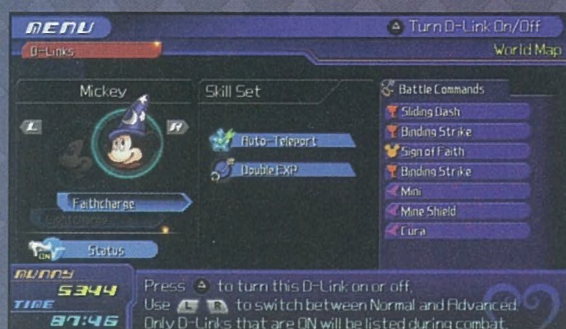 MENU
Turn D-Link On/Off
D-Links
World Map
Mickey
Skill Set
Battle Commands
L
R
Sliding Dash
Binding Strike
Auto-Teleport
Sign of Faith
Double EXP
Binding Strike
Faithcharge
Mini
Mine Shield
Cura
ON
Status
MUNNY
5344
TIME
87:46
Press to turn this D-Link on or off.
Use L R to switch between Normal and Advanced.
Only D-Links that are ON will be listed during combat.